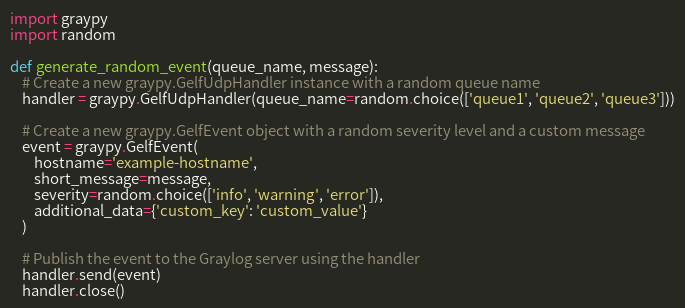 import graypy
import random
def generate_random_event(queue_name, message):
# Create a new graypy.GelfUdpHandler instance with a random queue name
handler = graypy.GelfUdpHandler(queue_name=random.choice(['queue1', 'queue2', 'queue3']))
# Create a new graypy.GelfEvent object with a random severity level and a custom message
event = graypy.GelfEvent(
hostname='example-hostname',
short_message=message,
severity=random.choice(['info', 'warning', 'error']),
additional_data={'custom_key': 'custom_value'}
)
# Publish the event to the Graylog server using the handler
handler.send(event)
handler.close()